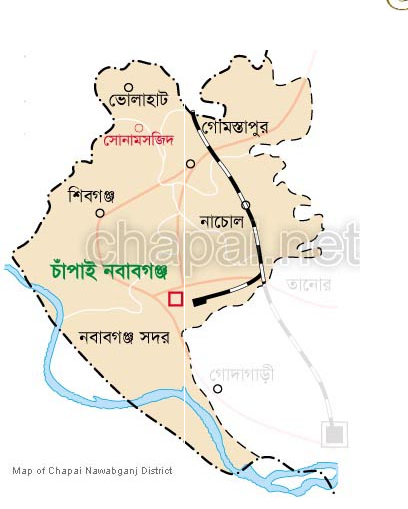 ভোলাহাট
গোমস্তাপুর
সোনামসজিদ
শিবগঞ্জ
নাচোল
chapai.net
চাঁপাই নবাবগঞ্জ
তানোর
নবাবগঞ্জ সদর
গোদাগাড়ী
Map of Chapai Nawabganj District